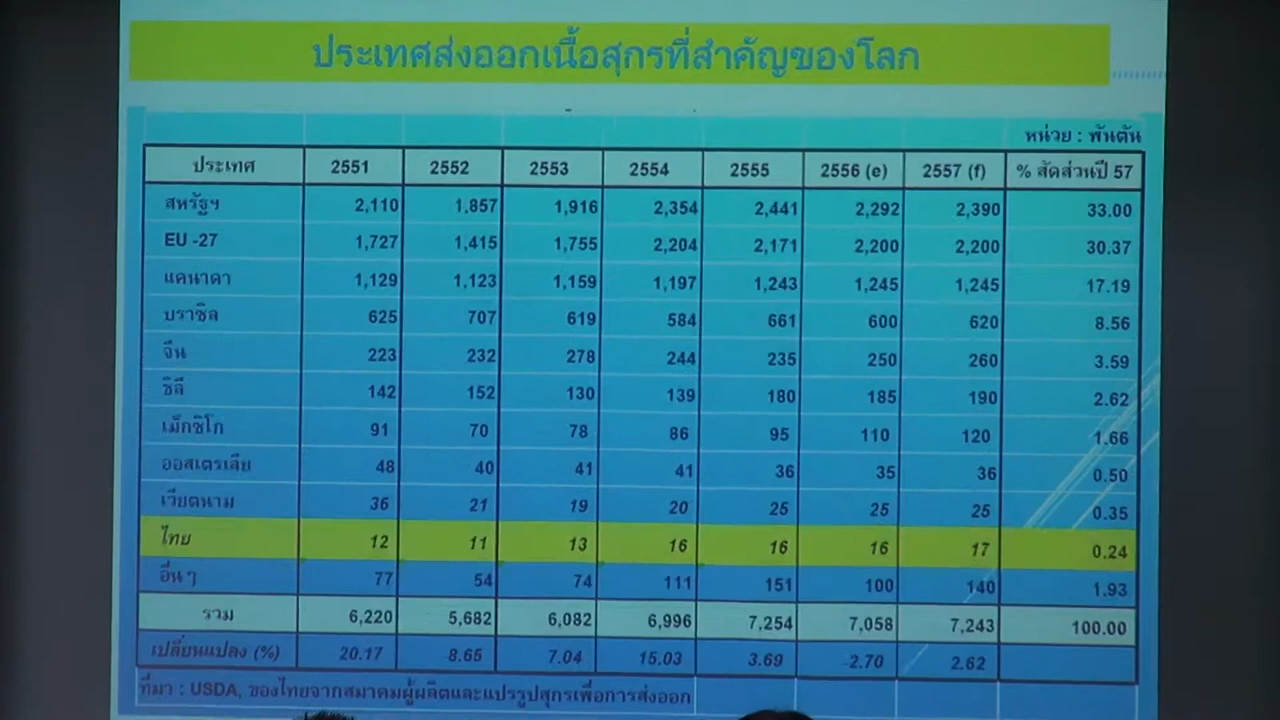 ประเทศส่งออกเนื้อสุกรที่สำคัญของโลก
หน่วย : พันตัน
ประเทศ 2551 2552 2553 2554 2555 2556 (e) 2557 (f) % สัดส่วนปี 57
สหรัฐฯ 2,110 1,857 1,916 2,354 2,441 2,292 2,390 33.00
EU -27 1,727 1,415 1,755 2,204 2,171 2,200 2,200 30.37
แคนาดา 1,129 1,123 1,159 1,197 1,243 1,245 1,245 17.19
บราซิล 625 707 619 584 661 600 620 8.56
จีน 223 232 278 244 235 250 260 3.59
ชิลี 142 152 130 139 180 185 190 2.62
เม็กซิโก 91 70 78 86 95 110 120 1.66
ออสเตรเลีย 48 40 41 41 36 35 36 0.50
เวียตนาม 36 21 19 20 25 25 25 0.35
ไทย 12 11 13 16 16 16 17 0.24
อื่นๆ 77 54 74 111 151 100 140 1.93
รวม 6,220 5,682 6,082 6,996 7,254 7,058 7,243 100.00
เปลี่ยนแปลง (%) 20.17 -8.65 7.04 15.03 3.69 -2.70 2.62
ที่มา : USDA, ของไทยจากสมาคมผู้ผลิตและแปรรูปสุกรเพื่อการส่งออก